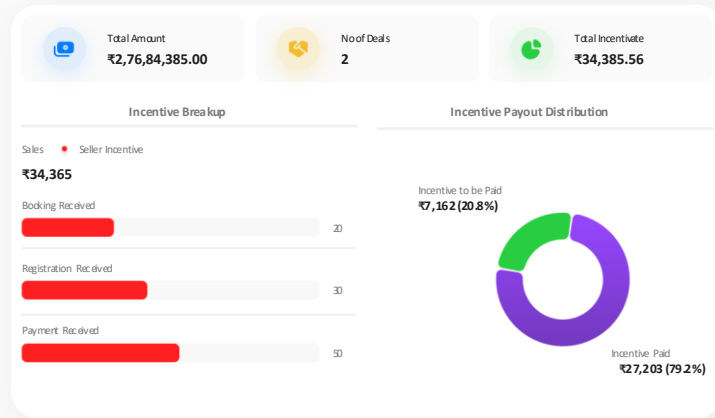 Total Amount
₹2,76,84,385.00
No of Deals
2
Total Incentivate
₹34,385.56
Incentive Breakup
Sales Seller Incentive
₹34,365
Booking Received
20
Registration Received
30
Payment Received
50
Incentive Payout Distribution
Incentive to be Paid
₹7,162 (20.8%)
Incentive Paid
₹27,203 (79.2%)